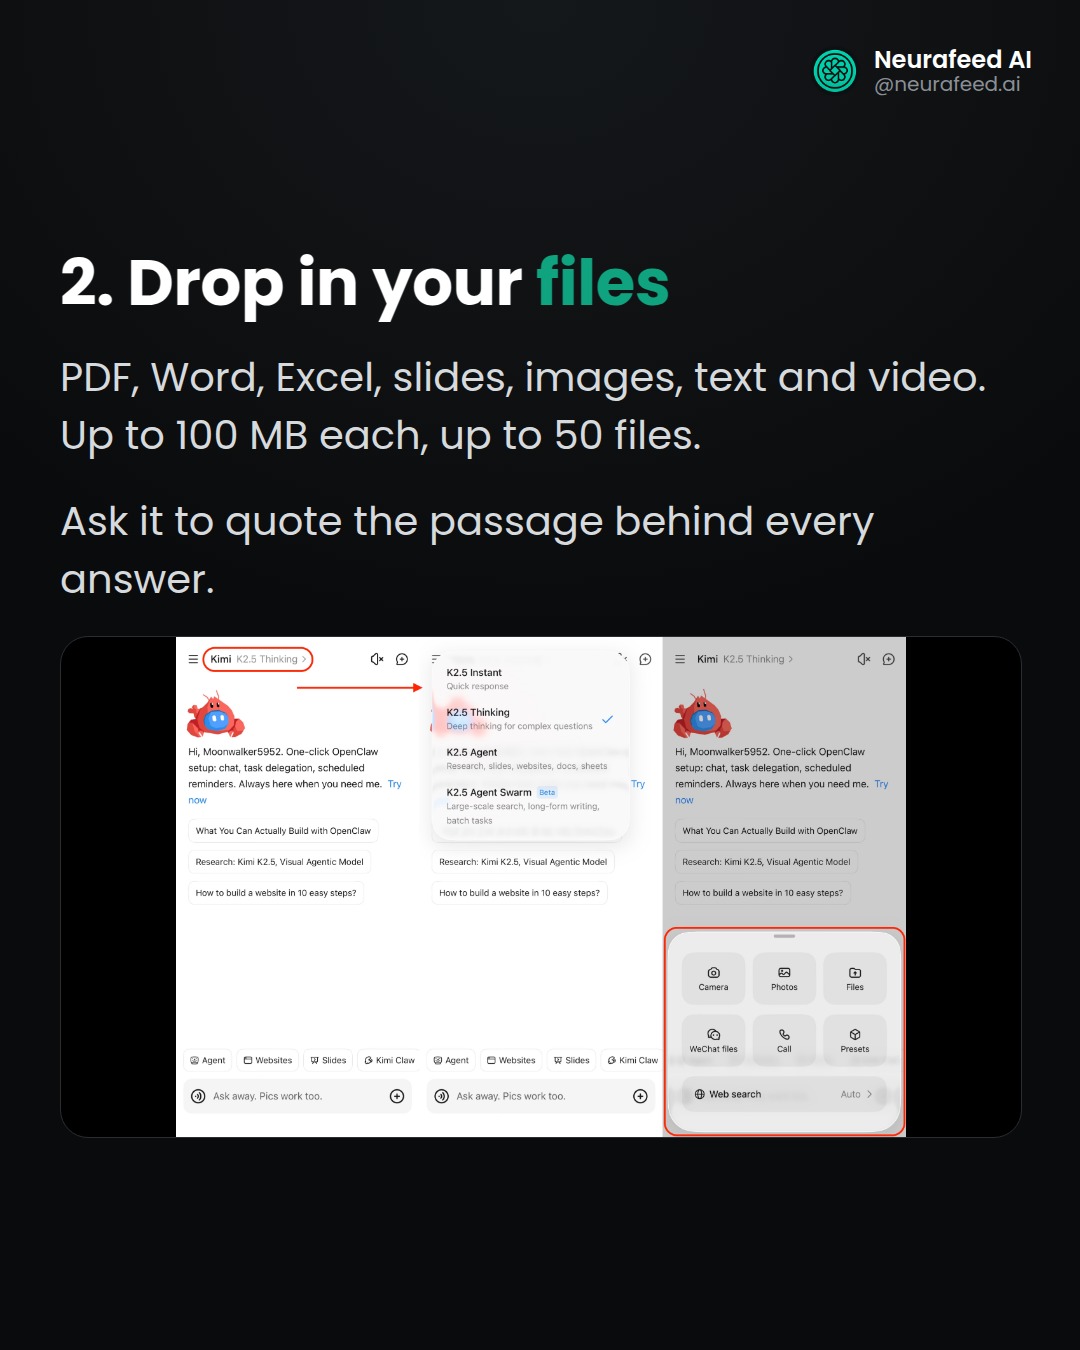 Neurafeed AI
@neurafeed.ai
2. Drop in your files
PDF, Word, Excel, slides, images, text and video.
Up to 100 MB each, up to 50 files.
Ask it to quote the passage behind every
answer.
Kimi K2.5 Thinking >
Hi, Moonwalker5952. One-click OpenClaw
setup: chat, task delegation, scheduled
reminders. Always here when you need me. Try
now
What You Can Actually Build with OpenClaw
Research: Kimi K2.5, Visual Agentic Model
How to build a website in 10 easy steps?
Agent
Websites
Slides
Kimi Claw
Ask away. Pics work too.
K2.5 Instant
Quick response
K2.5 Thinking
Deep thinking for complex questions
K2.5 Agent
Research, slides, websites, docs, sheets
K2.5 Agent Swarm Beta
Large-scale search, long-form writing,
batch tasks
Try
Research: Kimi K2.5, Visual Agentic Model
How to build a website in 10 easy steps?
Agent
Websites
Slides
Kimi Claw
Ask away. Pics work too.
Kimi K2.5 Thinking >
Hi, Moonwalker5952. One-click OpenClaw
setup: chat, task delegation, scheduled
reminders. Always here when you need me. Try
now
What You Can Actually Build with OpenClaw
Research: Kimi K2.5, Visual Agentic Model
How to build a website in 10 easy steps?
Camera
Photos
Files
WeChat files
Call
Presets
Web search
Auto >